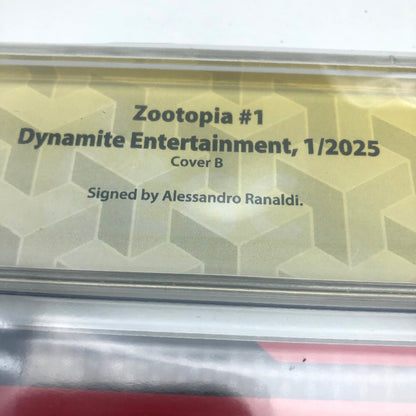 Zootopia #1
Dynamite Entertainment, 1/2025
Cover B
Signed by Alessandro Ranaldi.